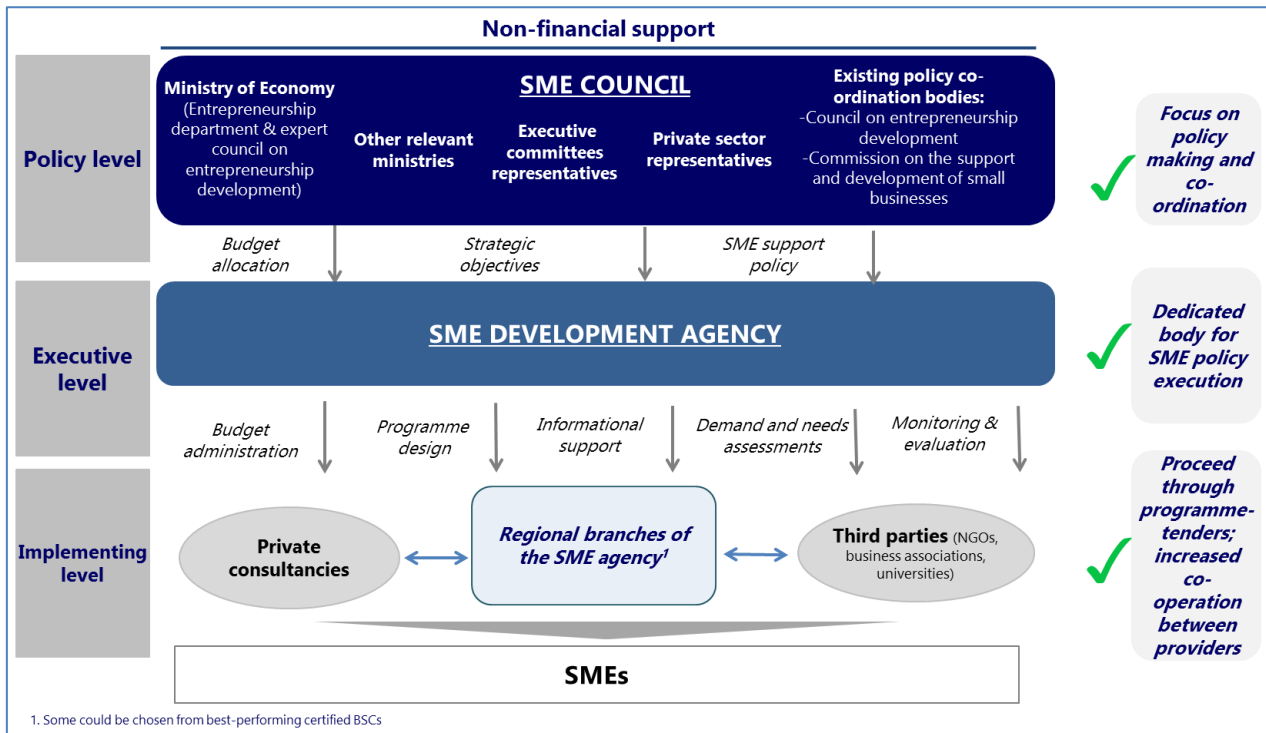 Non-financial support
Policy level
Ministry of Economy
(Entrepreneurship
department & expert
council on
entrepreneurship
development)
SME COUNCIL
Other relevant
ministries
Executive
committees
representatives
Private sector
representatives
Existing policy co-
ordination bodies:
-Council on entrepreneurship
development
-Commission on the support
and development of small
businesses
Focus on
policy
making and
co-
ordination
Budget
allocation
Strategic
objectives
SME support
policy
Executive
level
SME DEVELOPMENT AGENCY
Dedicated
body for
SME policy
execution
Budget
administration
Programme
design
Informational
support
Demand and needs
assessments
Monitoring &
evaluation
Implementing
level
Private
consultancies
Regional branches of
the SME agency1
Third parties (NGOs,
business associations,
universities)
Proceed
through
programme-
tenders;
increased
co-
operation
between
providers
SMEs
1. Some could be chosen from best-performing certified BSCs